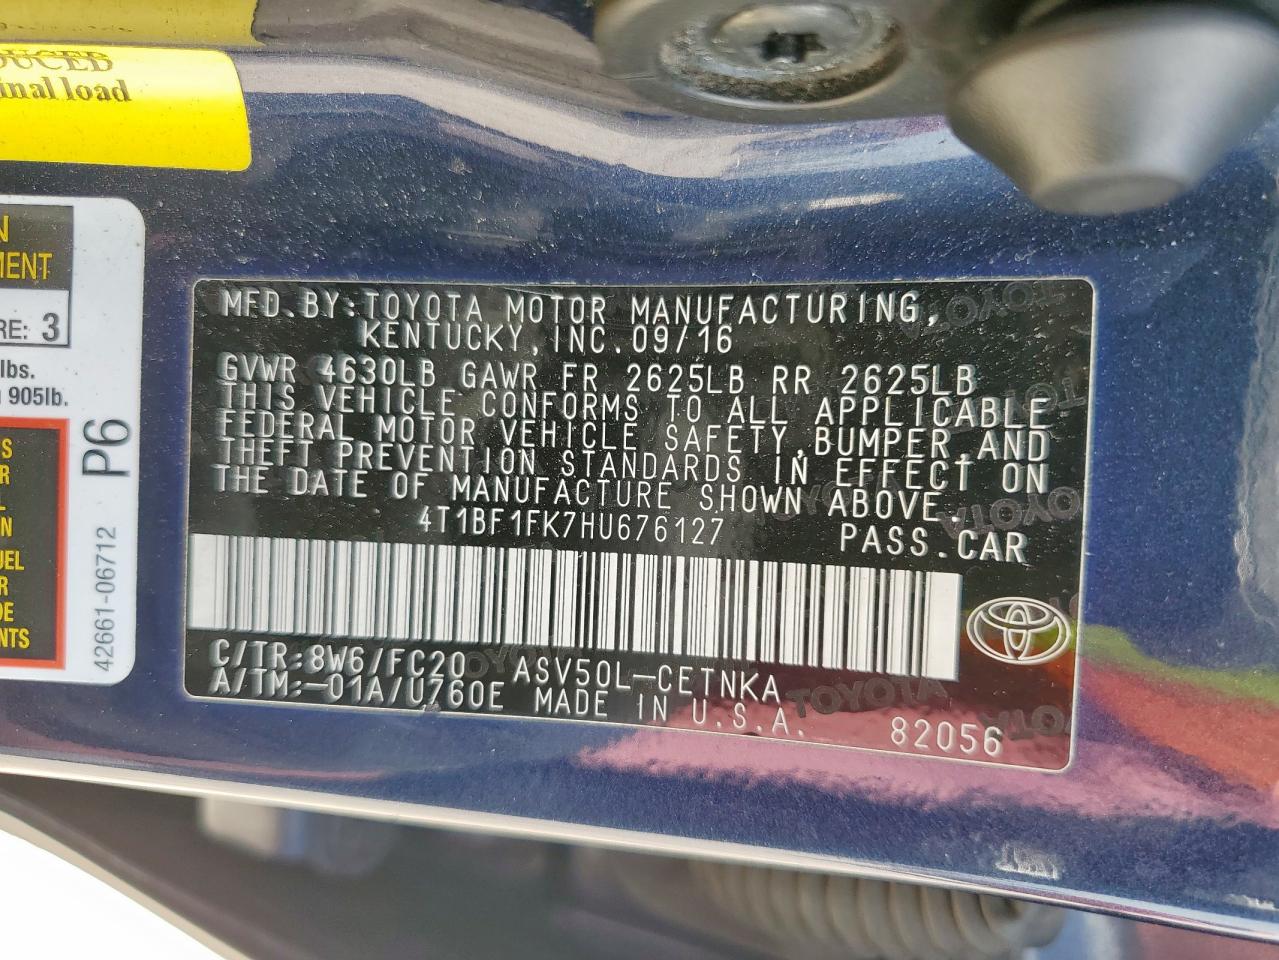 DUCED
inal load
N
MENT
RE: 3
lbs.
905lb.
S
R
L
N
UEL
R
DE
NTS
P6
42661-06712
MFD.BY:TOYOTA MOTOR MANUFACTURING,
KENTUCKY, INC.09/16
GVWR 4630LB GAWR FR 2625LB RR 2625LB
THIS VEHICLE CONFORMS TO ALL APPLICABLE
FEDERAL MOTOR VEHICLE SAFETY,BUMPER,AND
THEFT PREVENTION STANDARDS IN EFFECT ON
THE DATE OF MANUFACTURE SHOWN ABOVE.
4T1BF1FK7HU676127 PASS.CAR
C/TR:8W6/FC20 ASV50L-CETNKA
A/TM:-01A/U760E MADE IN U.S.A. 82056
TOYOTA